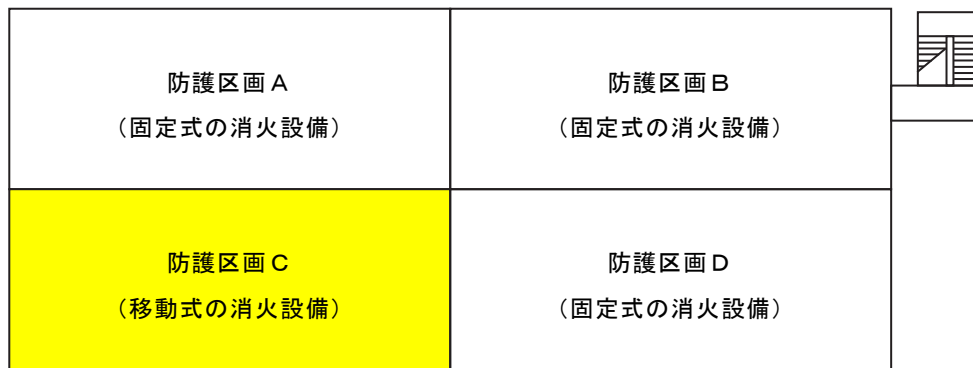 防護区画Ａ
（固定式の消火設備）
防護区画Ｂ
（固定式の消火設備）
防護区画Ｃ
（移動式の消火設備）
防護区画Ｄ
（固定式の消火設備）